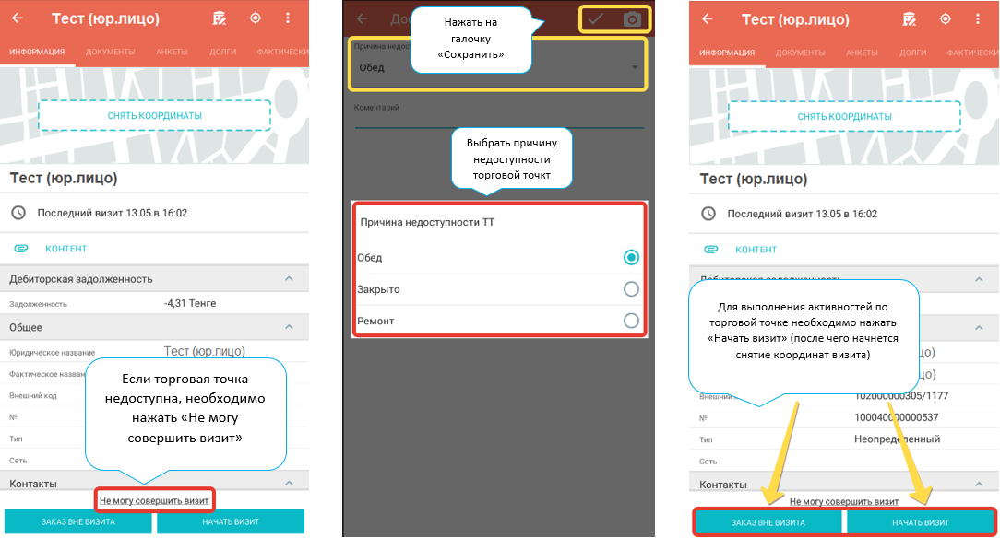 Тест (юр.лицо)
ИНФОРМАЦИЯ ДОКУМЕНТЫ АНКЕТЫ ДОЛГИ ФАКТИЧЕСКИ
СНЯТЬ КООРДИНАТЫ
Тест (юр.лицо)
Последний визит 13.05 в 16:02
КОНТЕНТ
Дебиторская задолженность
Задолженность -4,31 Тенге
Общее
Юридическое название Тест (юр.лицо)
Фактическое назван
Внешний код
№
Тип
Сеть
Контакты
Если торговая точка
недоступна, необходимо
нажать «Не могу
совершить визит»
Не могу совершить визит
ЗАКАЗ ВНЕ ВИЗИТА НАЧАТЬ ВИЗИТ
До
Нажать на
галочку
«Сохранить»
Причина недос
Обед
Коментарий
Выбрать причину
недоступности
торговой точкт
Причина недоступности ТТ
Обед
Закрыто
Ремонт
Тест (юр.лицо)
ИНФОРМАЦИЯ ДОКУМЕНТЫ АНКЕТЫ ДОЛГИ ФАКТИЧЕСКИ
СНЯТЬ КООРДИНАТЫ
Тест (юр.лицо)
Последний визит 13.05 в 16:02
КОНТЕНТ
Дебиторская задолженность
Для выполнения активностей по
торговой точке необходимо нажать
«Начать визит» (после чего начнется
снятие координат визита)
цо)
цо)
Внешний 102000000305/1177
№ 100040000000537
Тип Неопределенный
Сеть
Контакты
Не могу совершить визит
ЗАКАЗ ВНЕ ВИЗИТА НАЧАТЬ ВИЗИТ